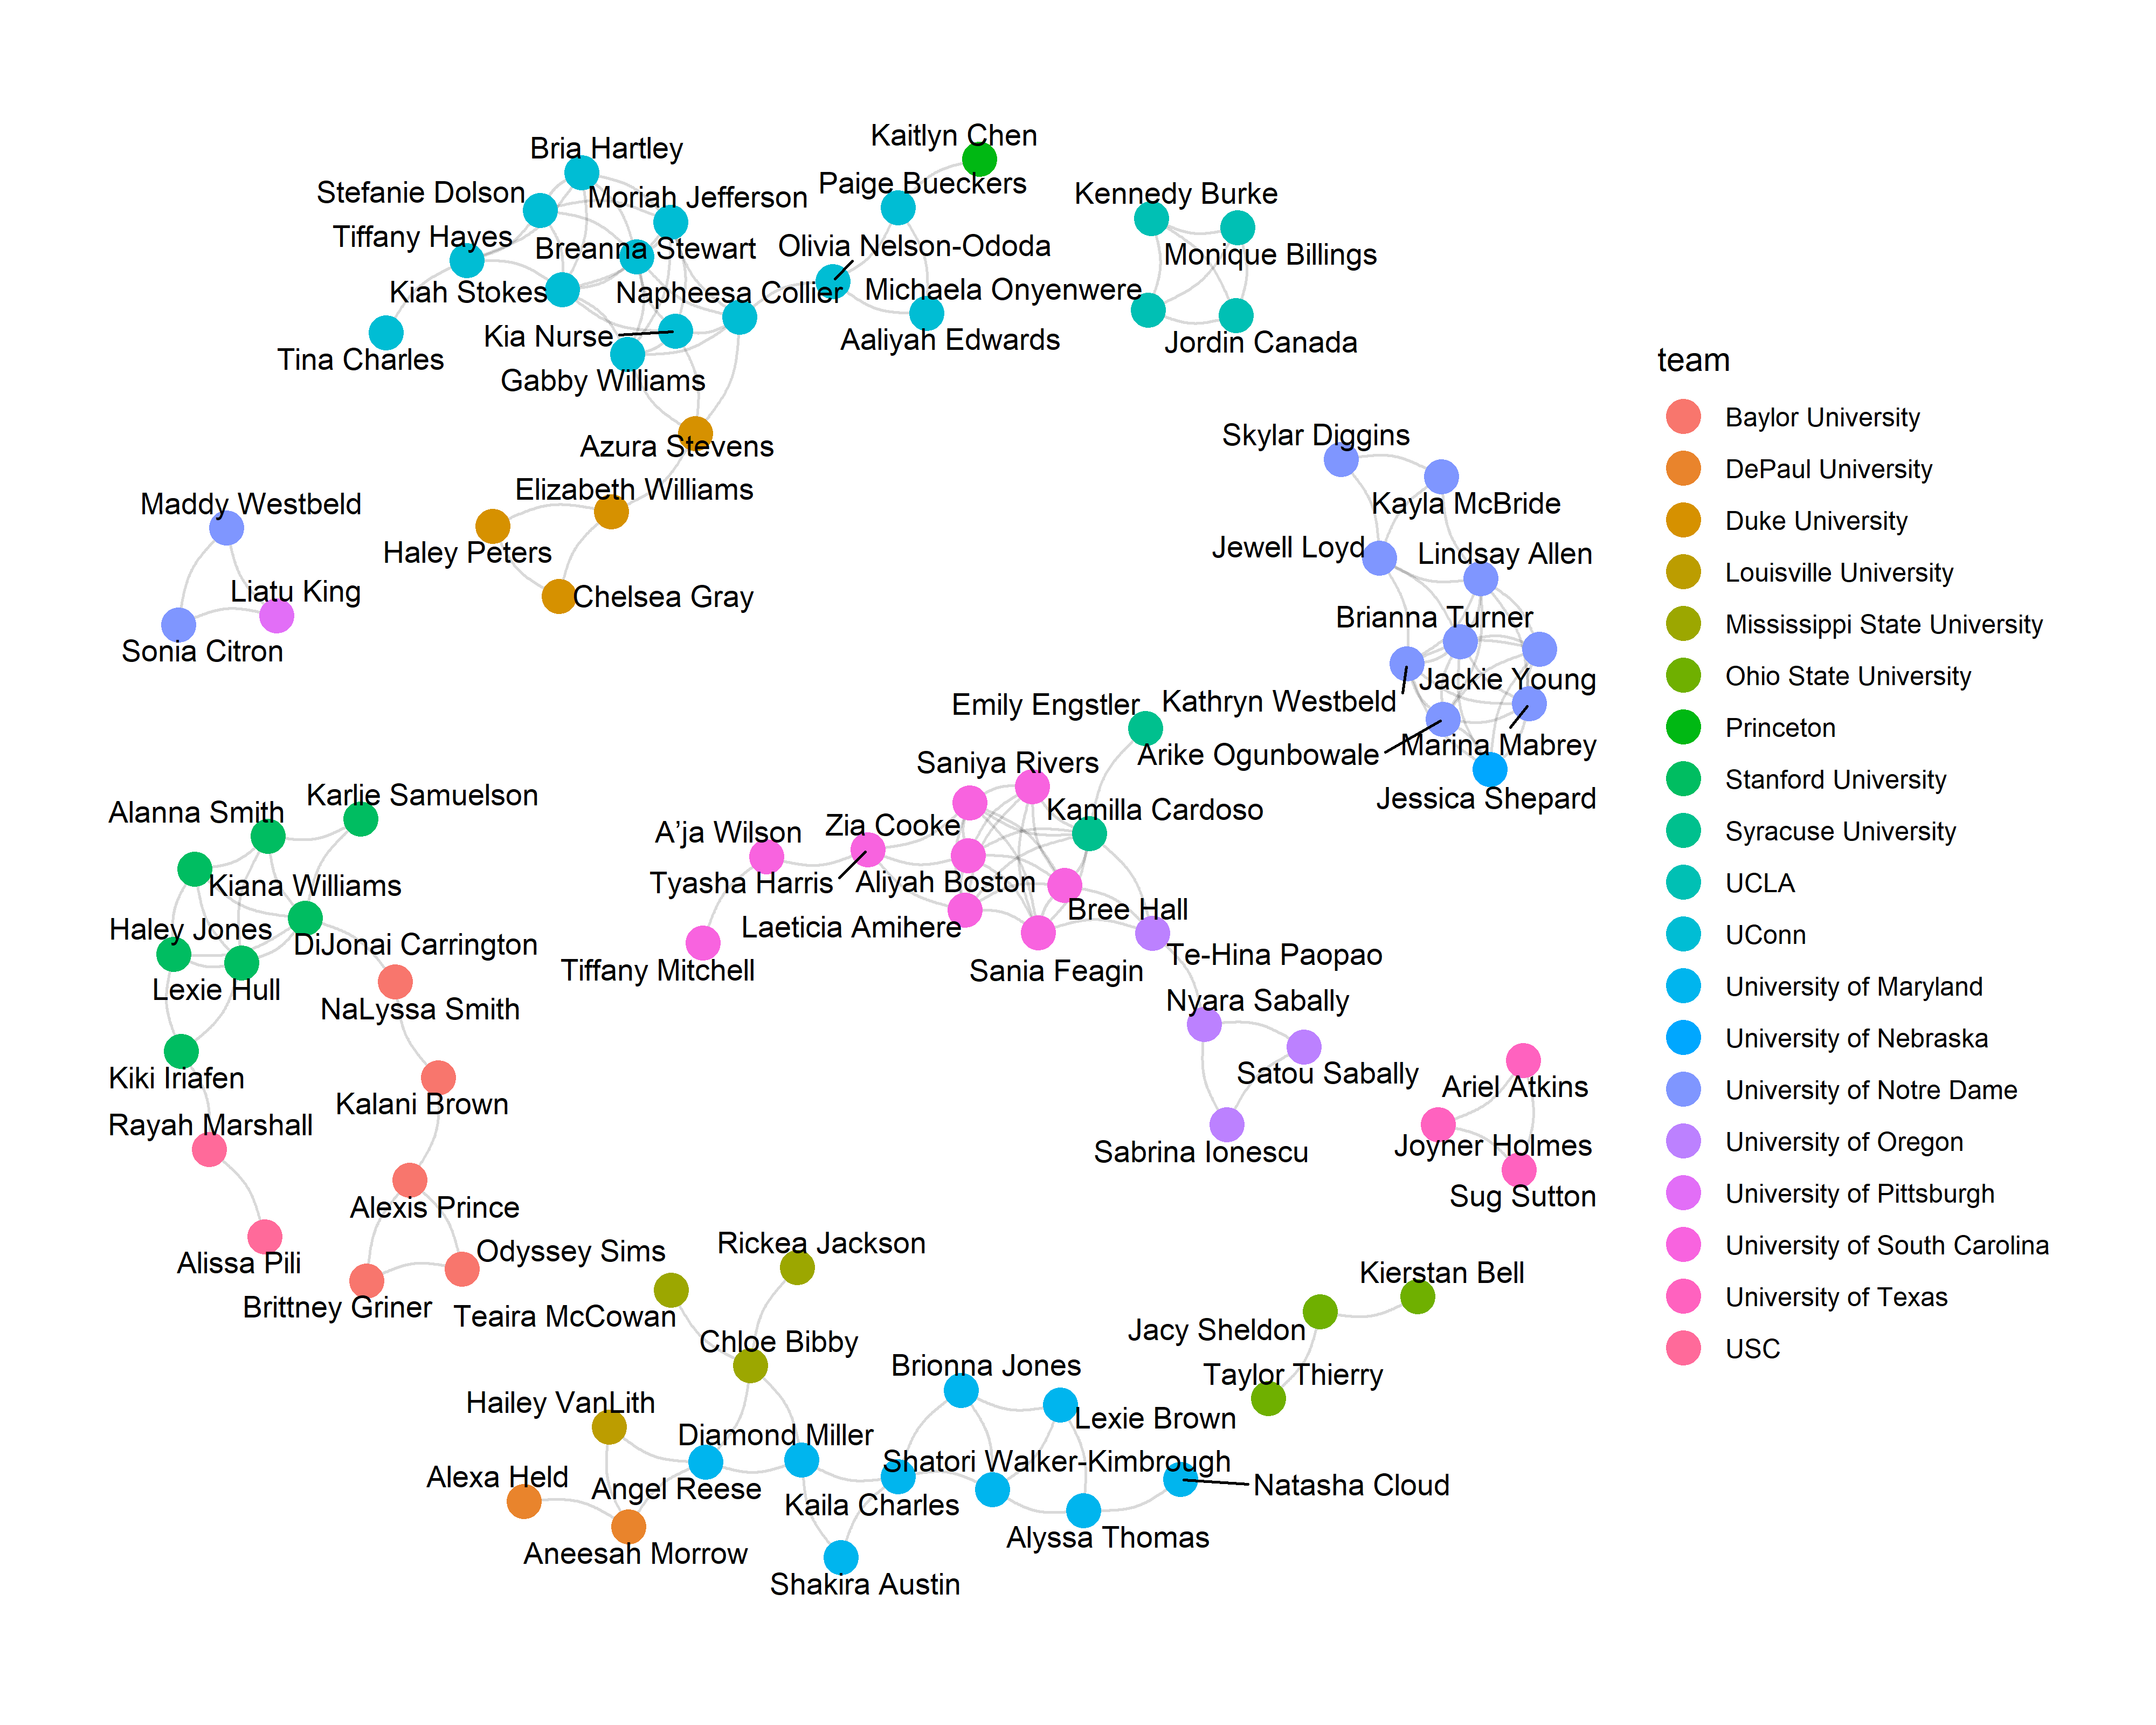 Kaitlyn Chen
Bria Hartley
Paige Bueckers
Stefanie Dolson
Moriah Jefferson
Kennedy Burke
Tiffany Hayes
Breanna Stewart
Olivia Nelson-Ododa
Monique Billings
Kiah Stokes
Napheesa Collier
Michaela Onyenwere
Kia Nurse
Aaliyah Edwards
Jordin Canada
Tina Charles
Gabby Williams
Azura Stevens
Skylar Diggins
Elizabeth Williams
Maddy Westbeld
Kayla McBride
Haley Peters
Jewell Loyd
Lindsay Allen
Liatu King
Chelsea Gray
Brianna Turner
Sonia Citron
Jackie Young
Emily Engstler
Kathryn Westbeld
Arike Ogunbowale
Marina Mabrey
Saniya Rivers
Jessica Shepard
Alanna Smith
Karlie Samuelson
Kamilla Cardoso
A’ja Wilson
Zia Cooke
Kiana Williams
Tyasha Harris
Aliyah Boston
Bree Hall
Haley Jones
DiJonai Carrington
Laeticia Amihere
Te-Hina Paopao
Lexie Hull
Tiffany Mitchell
Sania Feagin
NaLyssa Smith
Nyara Sabally
Kiki Iriafen
Satou Sabally
Ariel Atkins
Kalani Brown
Rayah Marshall
Sabrina Ionescu
Joyner Holmes
Alexis Prince
Sug Sutton
Alissa Pili
Odyssey Sims
Rickea Jackson
Kierstan Bell
Brittney Griner
Teaira McCowan
Jacy Sheldon
Chloe Bibby
Brionna Jones
Taylor Thierry
Hailey VanLith
Lexie Brown
Diamond Miller
Shatori Walker-Kimbrough
Alexa Held
Angel Reese
Kaila Charles
Natasha Cloud
Aneesah Morrow
Alyssa Thomas
Shakira Austin
team
Baylor University
DePaul University
Duke University
Louisville University
Mississippi State University
Ohio State University
Princeton
Stanford University
Syracuse University
UCLA
UConn
University of Maryland
University of Nebraska
University of Notre Dame
University of Oregon
University of Pittsburgh
University of South Carolina
University of Texas
USC